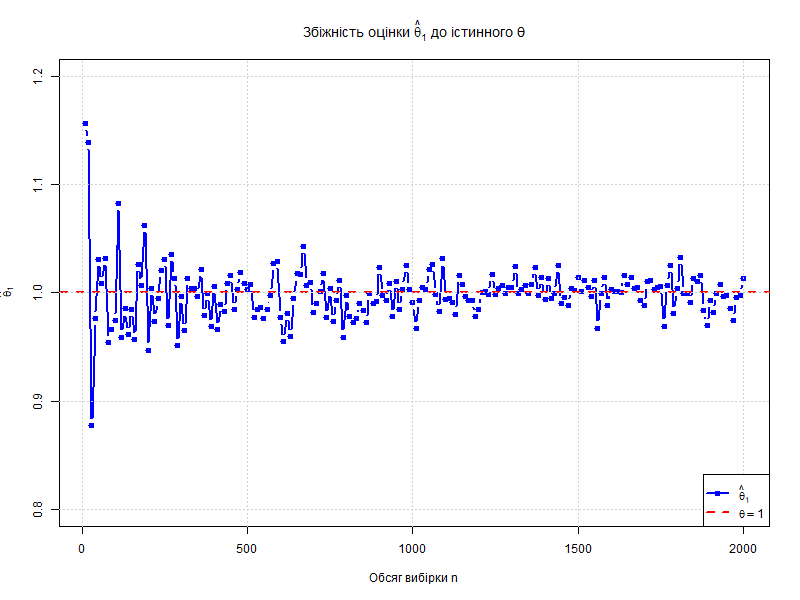 Збіжність оцінки θ̂₁ до істинного θ
1.2
1.1
1.0
0.9
0.8
θ̂₁
0
500
1000
1500
2000
Обсяг вибірки n
θ̂₁
θ = 1